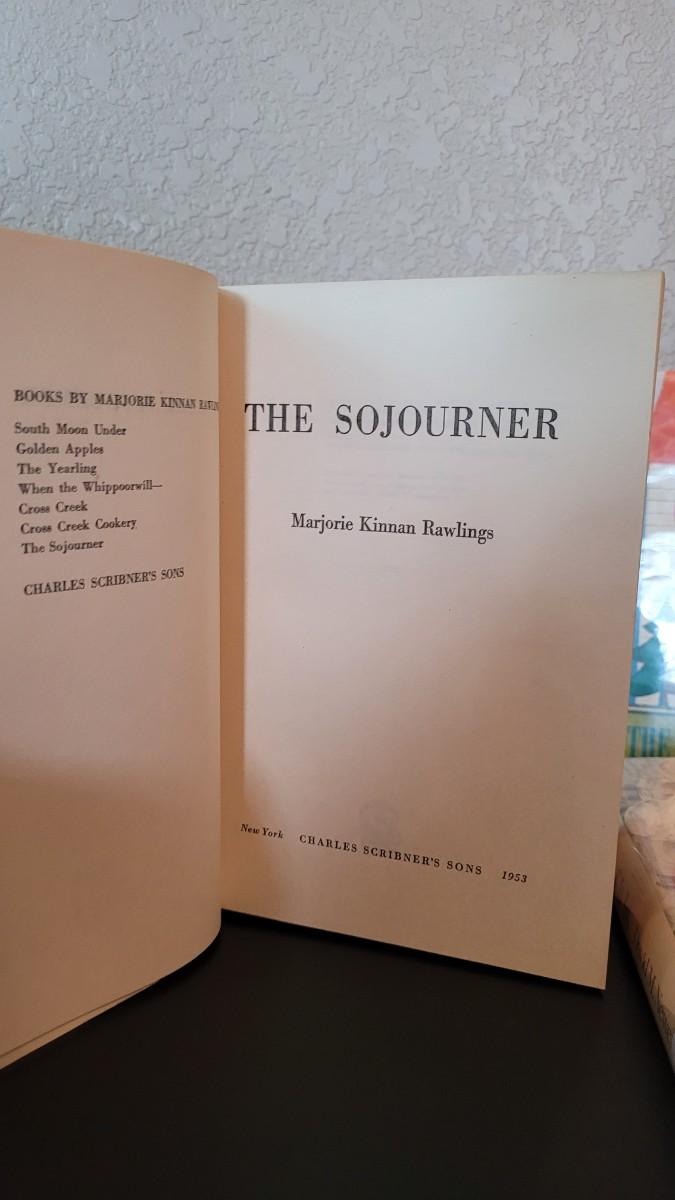 BOOKS BY MARJORIE KINNAN
South Moon Under
Golden Apples
The Yearling
When the Whippoorwill—
Cross Creek
Cross Creek Cookery
The Sojourner
CHARLES SCRIBNER'S SONS
THE SOJOURNER
Marjorie Kinnan Rawlings
New York CHARLES SCRIBNER'S SONS 1953